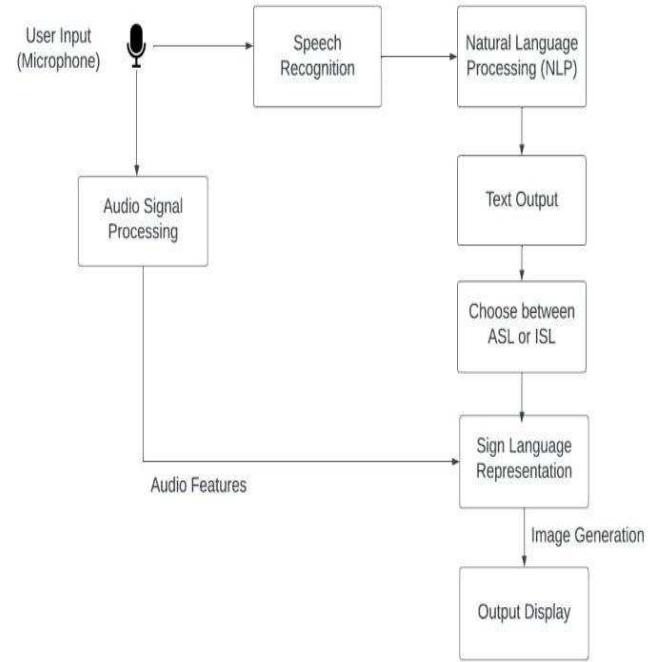 User Input
(Microphone)
Speech
Recognition
Natural Language
Processing (NLP)
Audio Signal
Processing
Text Output
Choose between
ASL or ISL
Sign Language
Representation
Audio Features
Image Generation
Output Display